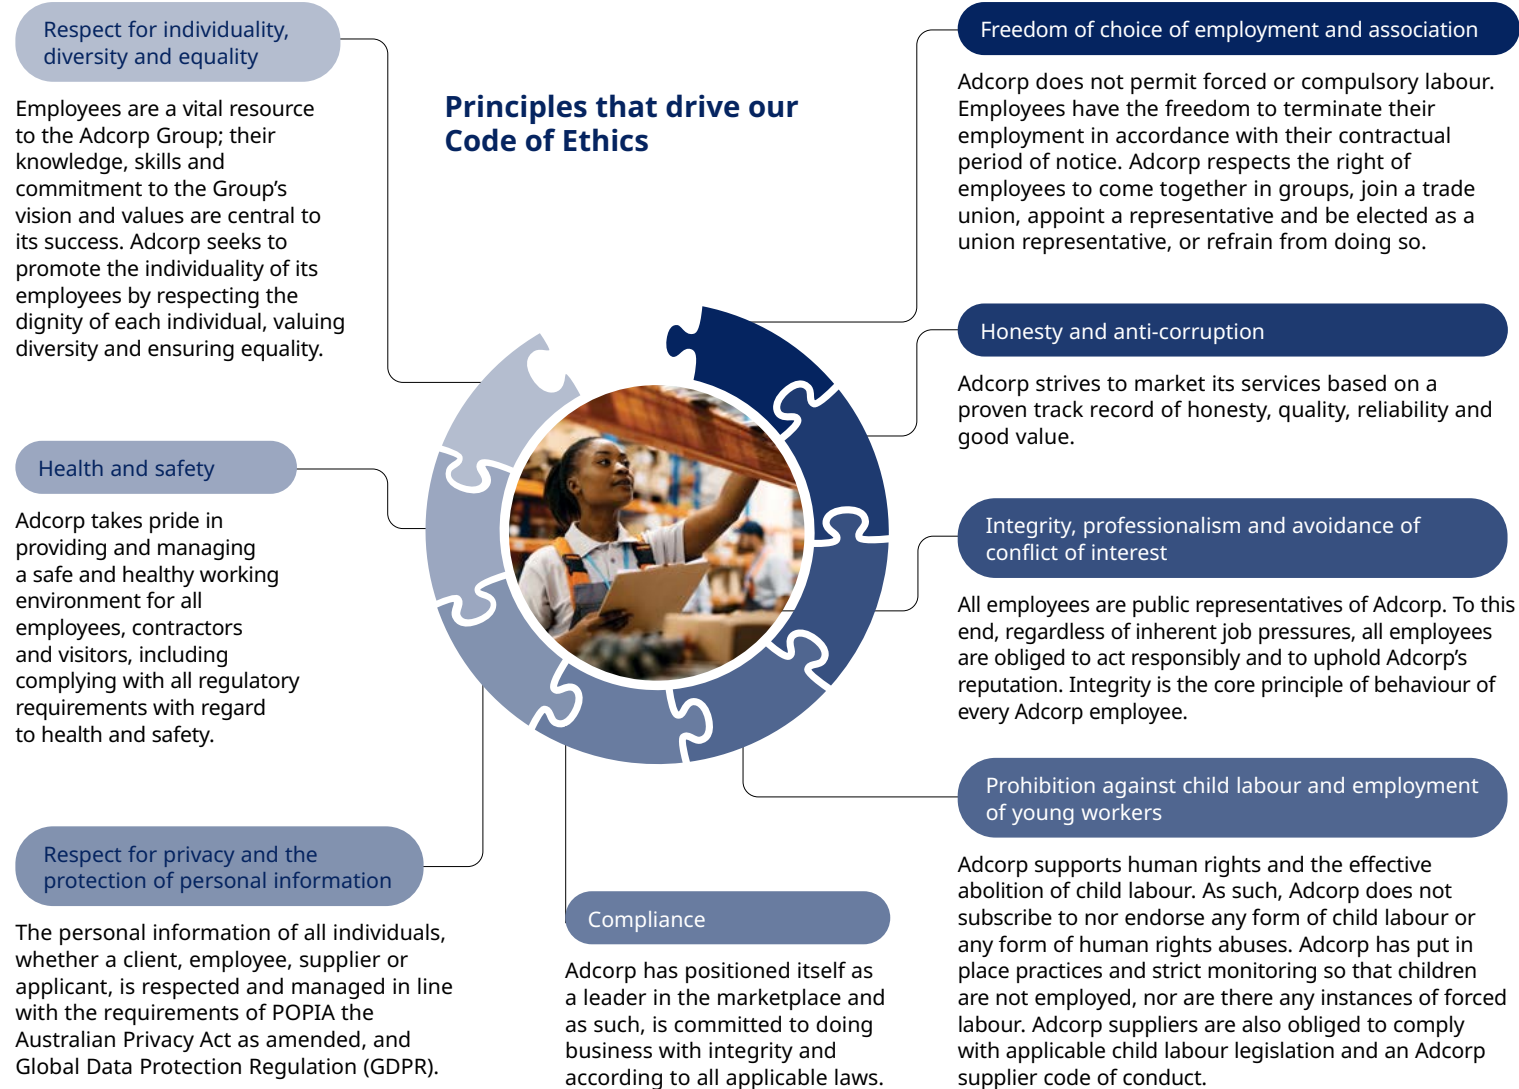 Principles that drive our
Code of Ethics
Respect for individuality,
diversity and equality
Employees are a vital resource
to the Adcorp Group; their
knowledge, skills and
commitment to the Group’s
vision and values are central to
its success. Adcorp seeks to
promote the individuality of its
employees by respecting the
dignity of each individual, valuing
diversity and ensuring equality.
Health and safety
Adcorp takes pride in
providing and managing
a safe and healthy working
environment for all
employees, contractors
and visitors, including
complying with all regulatory
requirements with regard
to health and safety.
Respect for privacy and the
protection of personal information
The personal information of all individuals,
whether a client, employee, supplier or
applicant, is respected and managed in line
with the requirements of POPIA the
Australian Privacy Act as amended, and
Global Data Protection Regulation (GDPR).
Compliance
Adcorp has positioned itself as
a leader in the marketplace and
as such, is committed to doing
business with integrity and
according to all applicable laws.
Freedom of choice of employment and association
Adcorp does not permit forced or compulsory labour.
Employees have the freedom to terminate their
employment in accordance with their contractual
period of notice. Adcorp respects the right of
employees to come together in groups, join a trade
union, appoint a representative and be elected as a
union representative, or refrain from doing so.
Honesty and anti-corruption
Adcorp strives to market its services based on a
proven track record of honesty, quality, reliability and
good value.
Integrity, professionalism and avoidance of
conflict of interest
All employees are public representatives of Adcorp. To this
end, regardless of inherent job pressures, all employees
are obliged to act responsibly and to uphold Adcorp’s
reputation. Integrity is the core principle of behaviour of
every Adcorp employee.
Prohibition against child labour and employment
of young workers
Adcorp supports human rights and the effective
abolition of child labour. As such, Adcorp does not
subscribe to nor endorse any form of child labour or
any form of human rights abuses. Adcorp has put in
place practices and strict monitoring so that children
are not employed, nor are there any instances of forced
labour. Adcorp suppliers are also obliged to comply
with applicable child labour legislation and an Adcorp
supplier code of conduct.